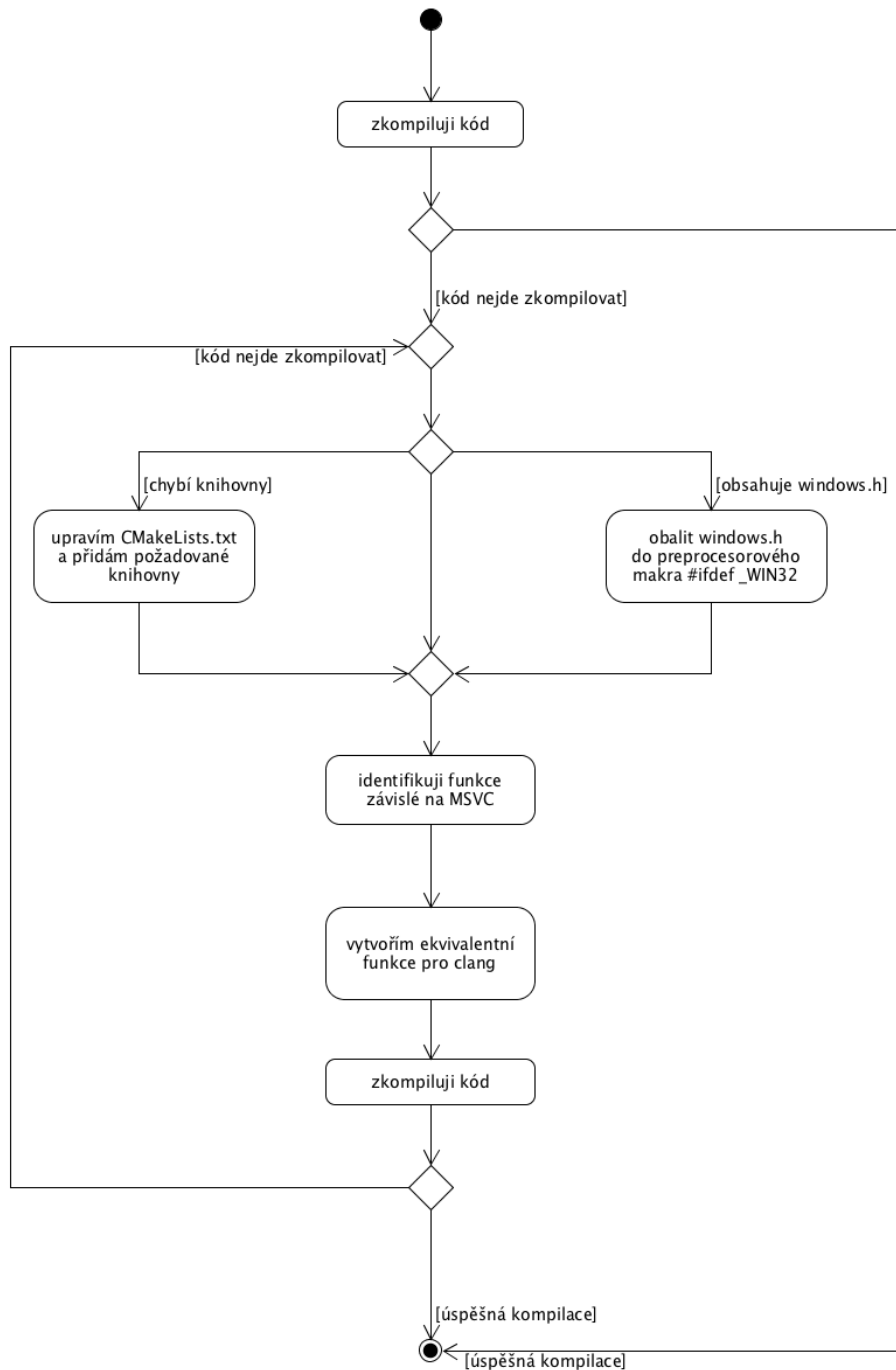 zkompiluji kód
[kód nejde zkompilovat]
[kód nejde zkompilovat]
[chybí knihovny]
[obsahuje windows.h]
upravím CMakeLists.txt
a přidám požadované
knihovny
obalit windows.h
do preprocesorového
makra #ifdef _WIN32
identifikuji funkce
závislé na MSVC
vytvořím ekvivalentní
funkce pro clang
zkompiluji kód
[úspěšná kompilace]
[úspěšná kompilace]